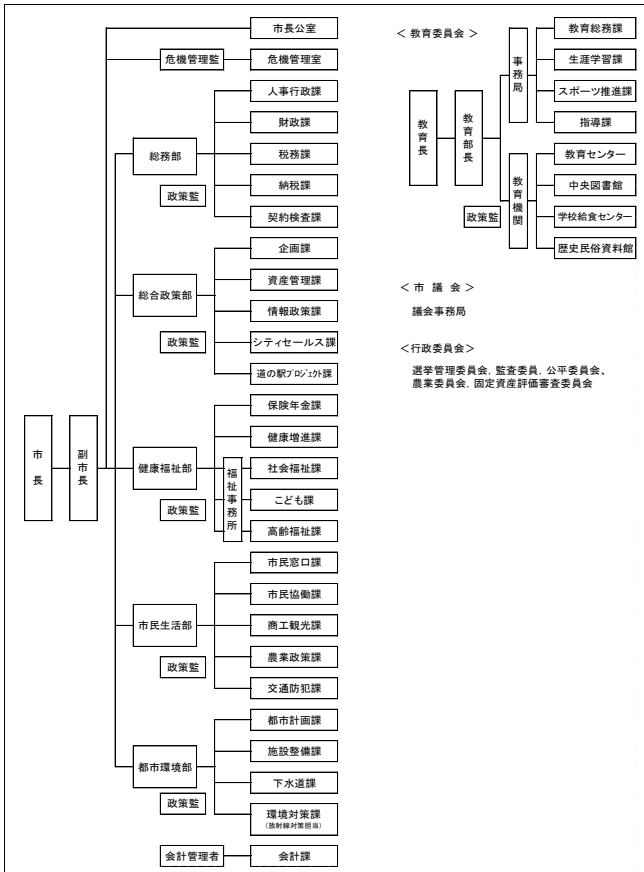 市長
副市長
市長公室
危機管理監
危機管理室
総務部
政策監
人事行政課
財政課
税務課
納税課
契約検査課
総合政策部
政策監
企画課
資産管理課
情報政策課
シティセールス課
道の駅プロジェクト課
健康福祉部
政策監
福祉事務所
保険年金課
健康増進課
社会福祉課
こども課
高齢福祉課
市民生活部
政策監
市民窓口課
市民協働課
商工観光課
農業政策課
交通防犯課
都市環境部
政策監
都市計画課
施設整備課
下水道課
環境対策課
(放射線対策担当)
会計管理者
会計課
＜ 教育委員会 ＞
教育長
教育部長
政策監
事務局
教育総務課
生涯学習課
スポーツ推進課
指導課
教育機関
教育センター
中央図書館
学校給食センター
歴史民俗資料館
＜ 市 議 会 ＞
議会事務局
＜行政委員会＞
選挙管理委員会，監査委員，公平委員会、
農業委員会，固定資産評価審査委員会